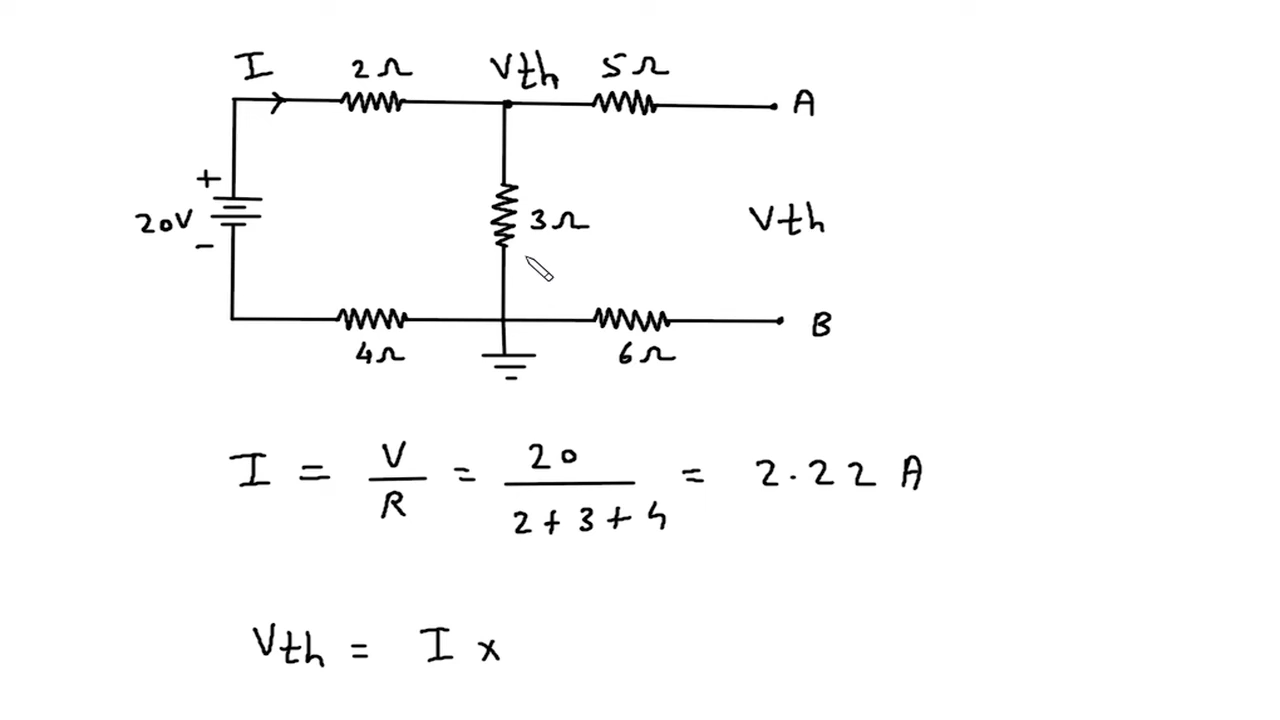 I 2Ω Vth 5Ω A
+
20V 3Ω Vth
-
4Ω 6Ω B
I = V/R = 20/(2+3+4) = 2.22 A
Vth = I x